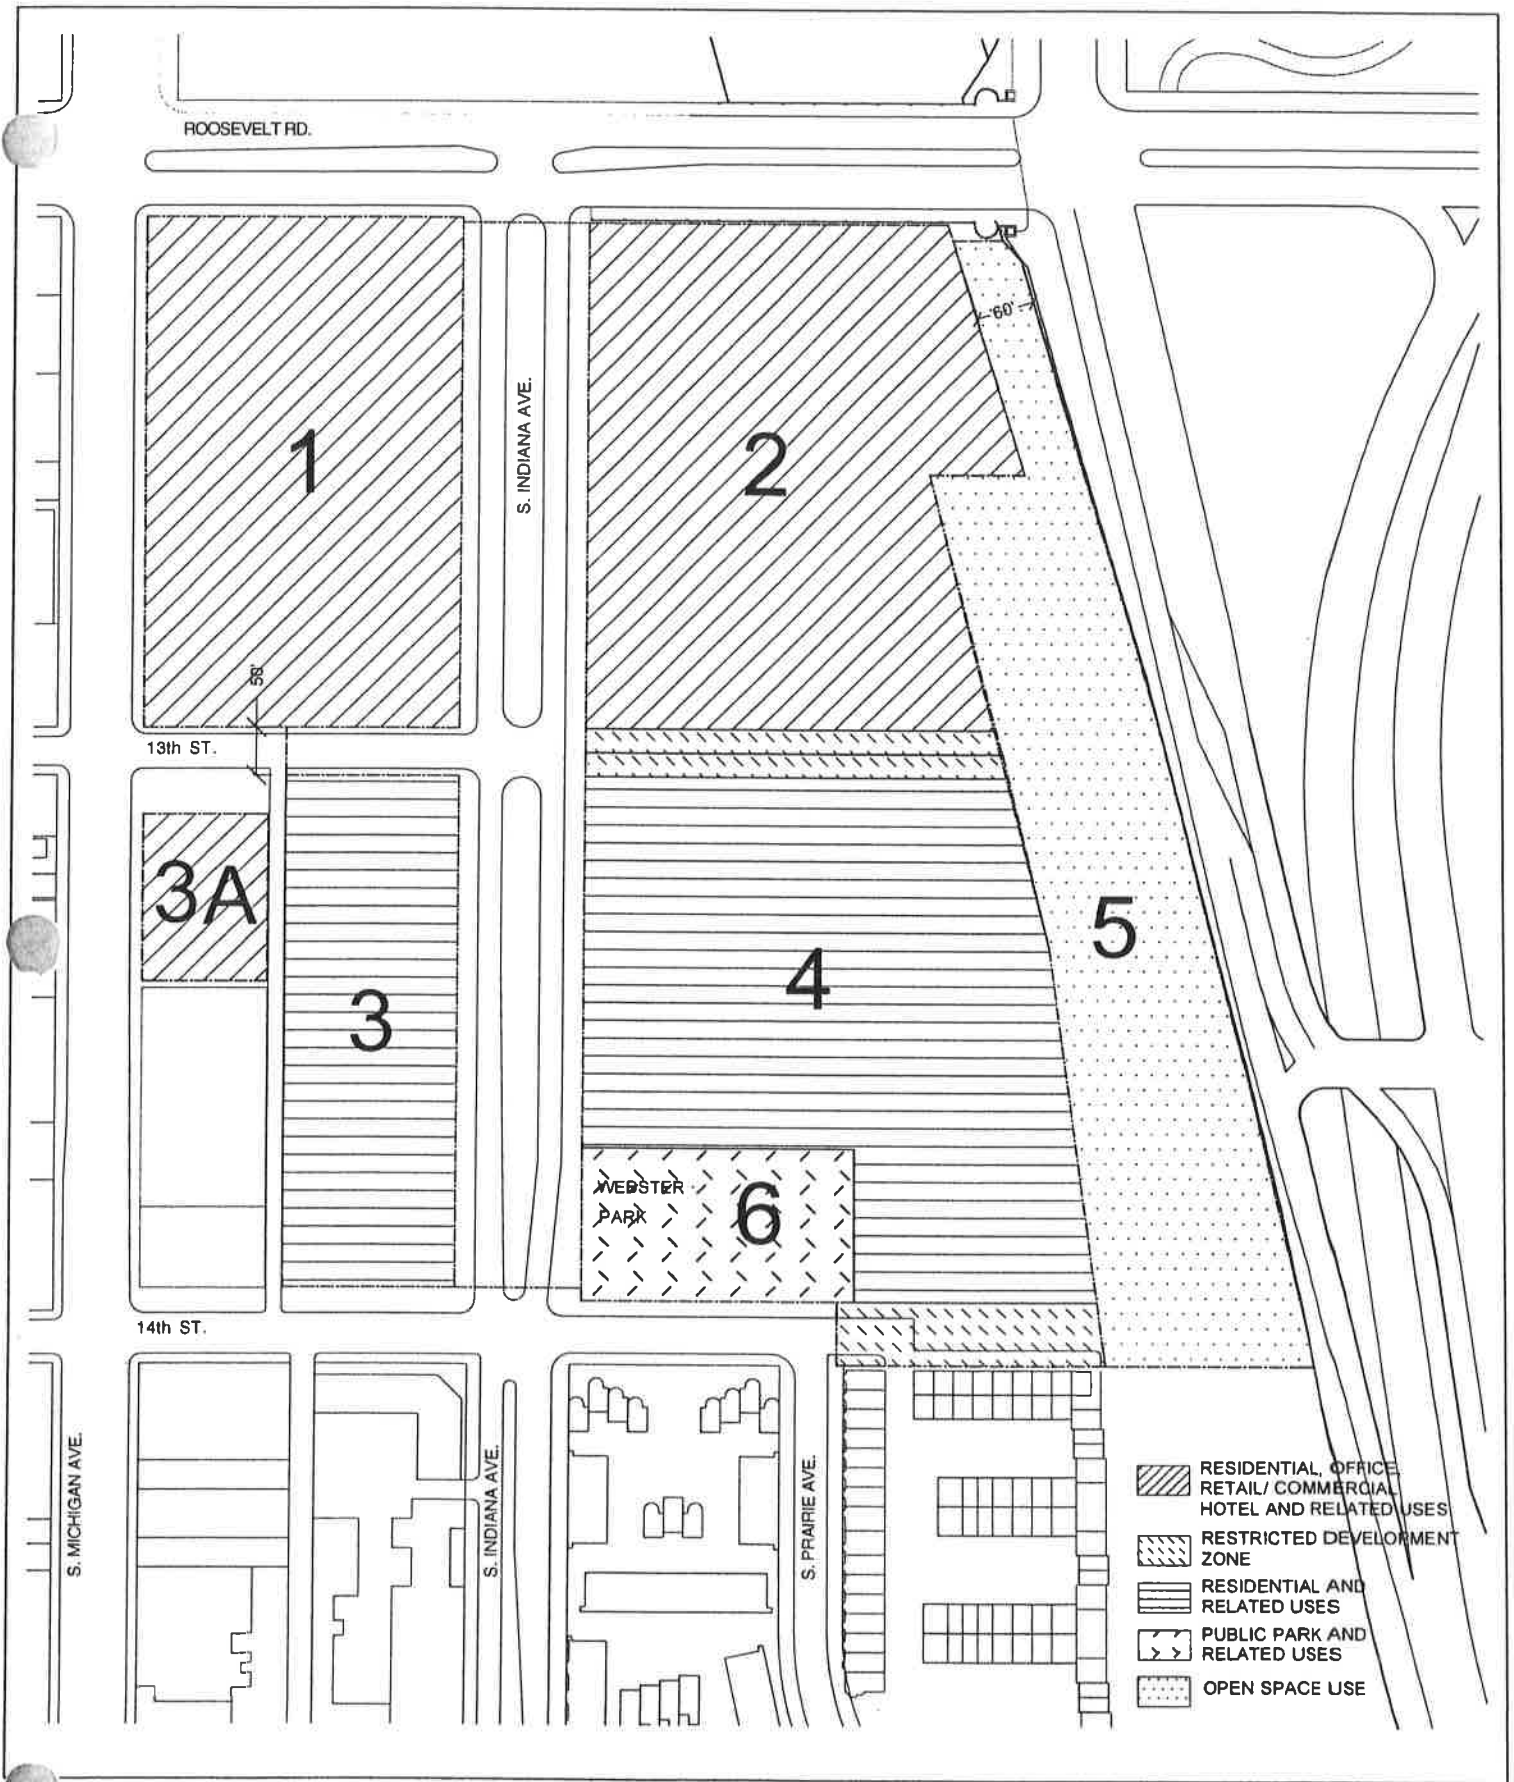 ROOSEVELT RD.
60'
S. INDIANA AVE.
1
2
50'
13th ST.
3A
5
4
3
WEBSTER
PARK
6
14th ST.
S. MICHIGAN AVE.
S. INDIANA AVE.
S. PRAIRIE AVE.
RESIDENTIAL, OFFICE,
RETAIL/ COMMERCIAL
HOTEL AND RELATED USES
RESTRICTED DEVELOPMENT
ZONE
RESIDENTIAL AND
RELATED USES
PUBLIC PARK AND
RELATED USES
OPEN SPACE USE